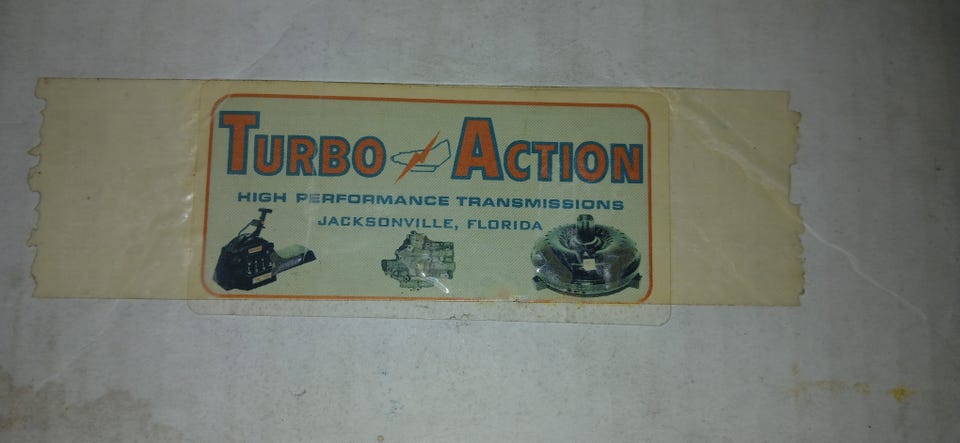 TURBO ACTION
HIGH PERFORMANCE TRANSMISSIONS
JACKSONVILLE, FLORIDA